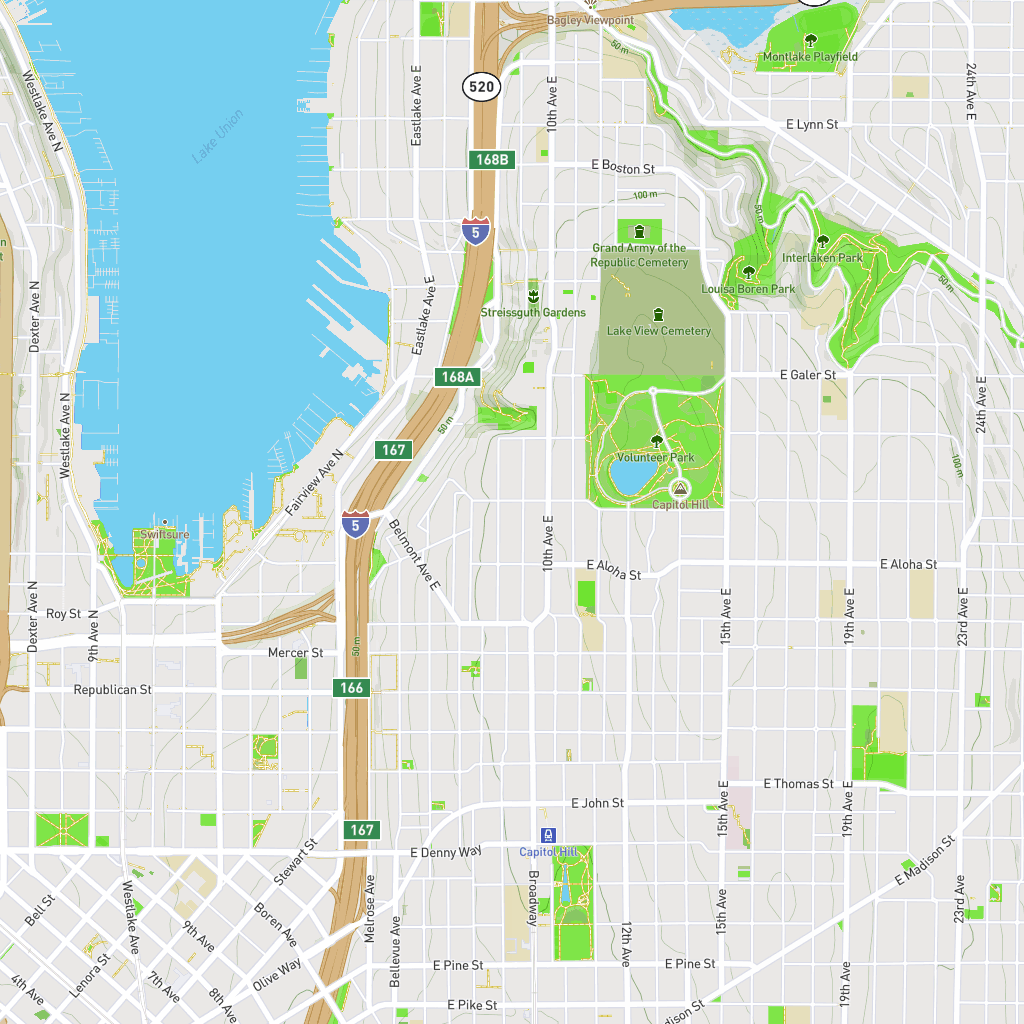 Bagley Viewpoint
50 m
Montlake Playfield
Westlake Ave N
Eastlake Ave E
520
10th Ave E
24th Ave E
Lake Union
E Lynn St
168B
E Boston St
100 m
50 m
5
Grand Army of the
Republic Cemetery
Interlaken Park
Louisa Boren Park
50 m
Dexter Ave N
Eastlake Ave E
Streissguth Gardens
Lake View Cemetery
168A
E Galer St
24th Ave E
Westlake Ave N
50 m
167
Volunteer Park
100 m
Fairview Ave N
Capitol Hill
5
Swiftsure
Belmont Ave E
10th Ave E
E Aloha St
E Aloha St
Dexter Ave N
Roy St
9th Ave N
15th Ave E
19th Ave E
23rd Ave E
50 m
Mercer St
Republican St
166
E Thomas St
E John St
15th Ave E
19th Ave E
167
Capitol Hill
E Denny Way
Stewart St
E Madison St
Bell St
Westlake Ave
Melrose Ave
Broadway
15th Ave
23rd Ave
Boren Ave
9th Ave
Bellevue Ave
12th Ave
Lenora St
7th Ave
Olive Way
E Pine St
E Pine St
4th Ave
8th Ave
19th Ave
E Pike St
dison St